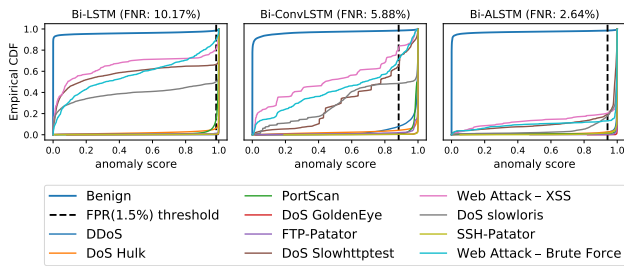 Bi-LSTM (FNR: 10.17%) Bi-ConvLSTM (FNR: 5.88%) Bi-ALSTM (FNR: 2.64%)
Empirical CDF
1.0
0.8
0.6
0.4
0.2
0.0
0.0 0.2 0.4 0.6 0.8 1.0 0.0 0.2 0.4 0.6 0.8 1.0 0.0 0.2 0.4 0.6 0.8 1.0
anomaly score anomaly score anomaly score
Benign PortScan Web Attack – XSS
FPR(1.5%) threshold DoS GoldenEye DoS slowloris
DDoS FTP-Patator SSH-Patator
DoS Hulk DoS Slowhttptest Web Attack – Brute Force